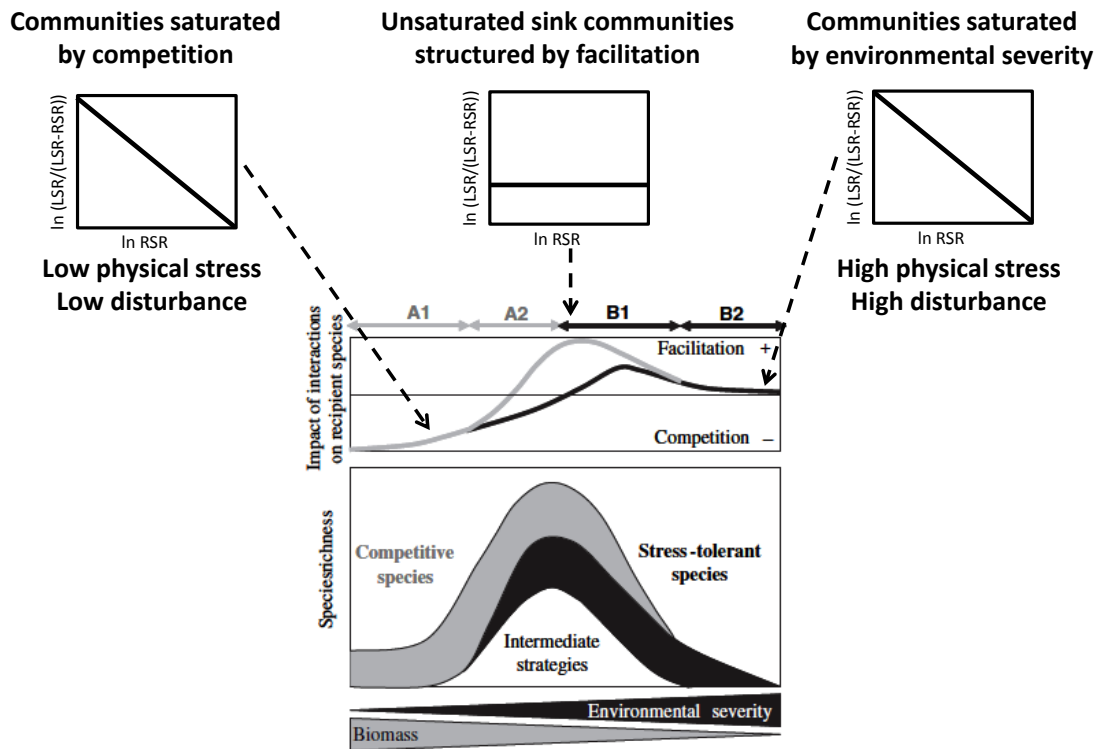 Communities saturated
by competition
Unsaturated sink communities
structured by facilitation
Communities saturated
by environmental severity
ln (LSR/(LSR-RSR))
ln RSR
ln (LSR/(LSR-RSR))
ln RSR
ln (LSR/(LSR-RSR))
ln RSR
Low physical stress
Low disturbance
High physical stress
High disturbance
A1
A2
B1
B2
Impact of interactions
on recipient species
Facilitation +
Competition –
Speciesrichness
Competitive
species
Stress-tolerant
species
Intermediate
strategies
Environmental severity
Biomass